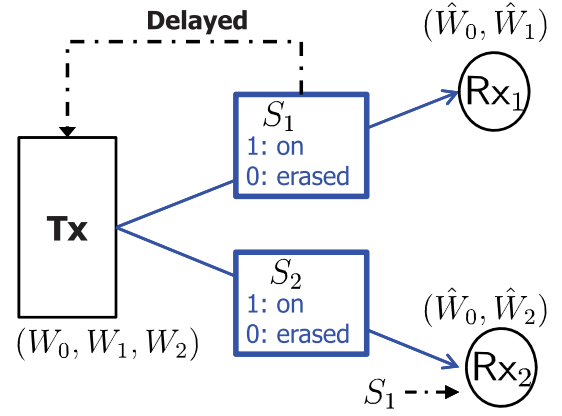 Delayed
(Ŵ₀, Ŵ₁)
S₁
1: on
0: erased
Rx₁
Tx
S₂
1: on
0: erased
(W₀, W₁, W₂)
(Ŵ₀, Ŵ₂)
S₁
Rx₂